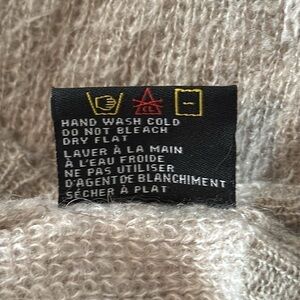 CL
HAND WASH COLD
DO NOT BLEACH
DRY FLAT
LAVER À LA MAIN
À L'EAU FROIDE
NE PAS UTILISER
D'AGENT DE BLANCHIMENT
SÉCHER À PLAT